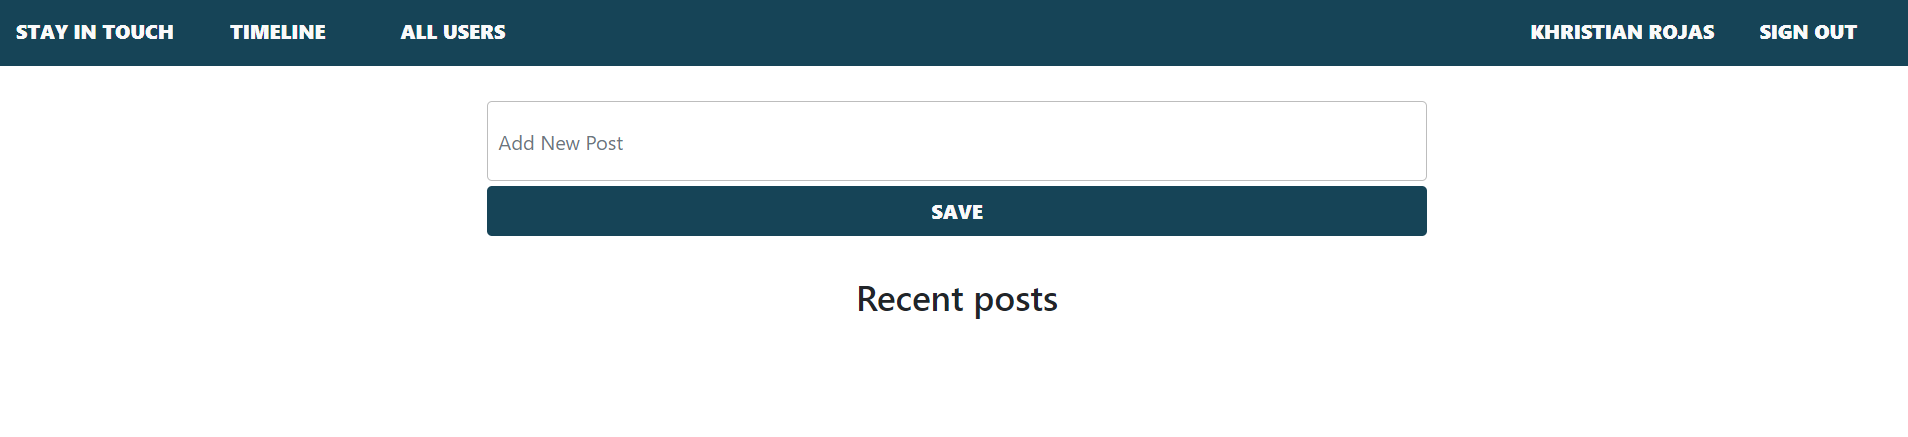 STAY IN TOUCH TIMELINE ALL USERS KHRISTIAN ROJAS SIGN OUT
Add New Post
SAVE
Recent posts